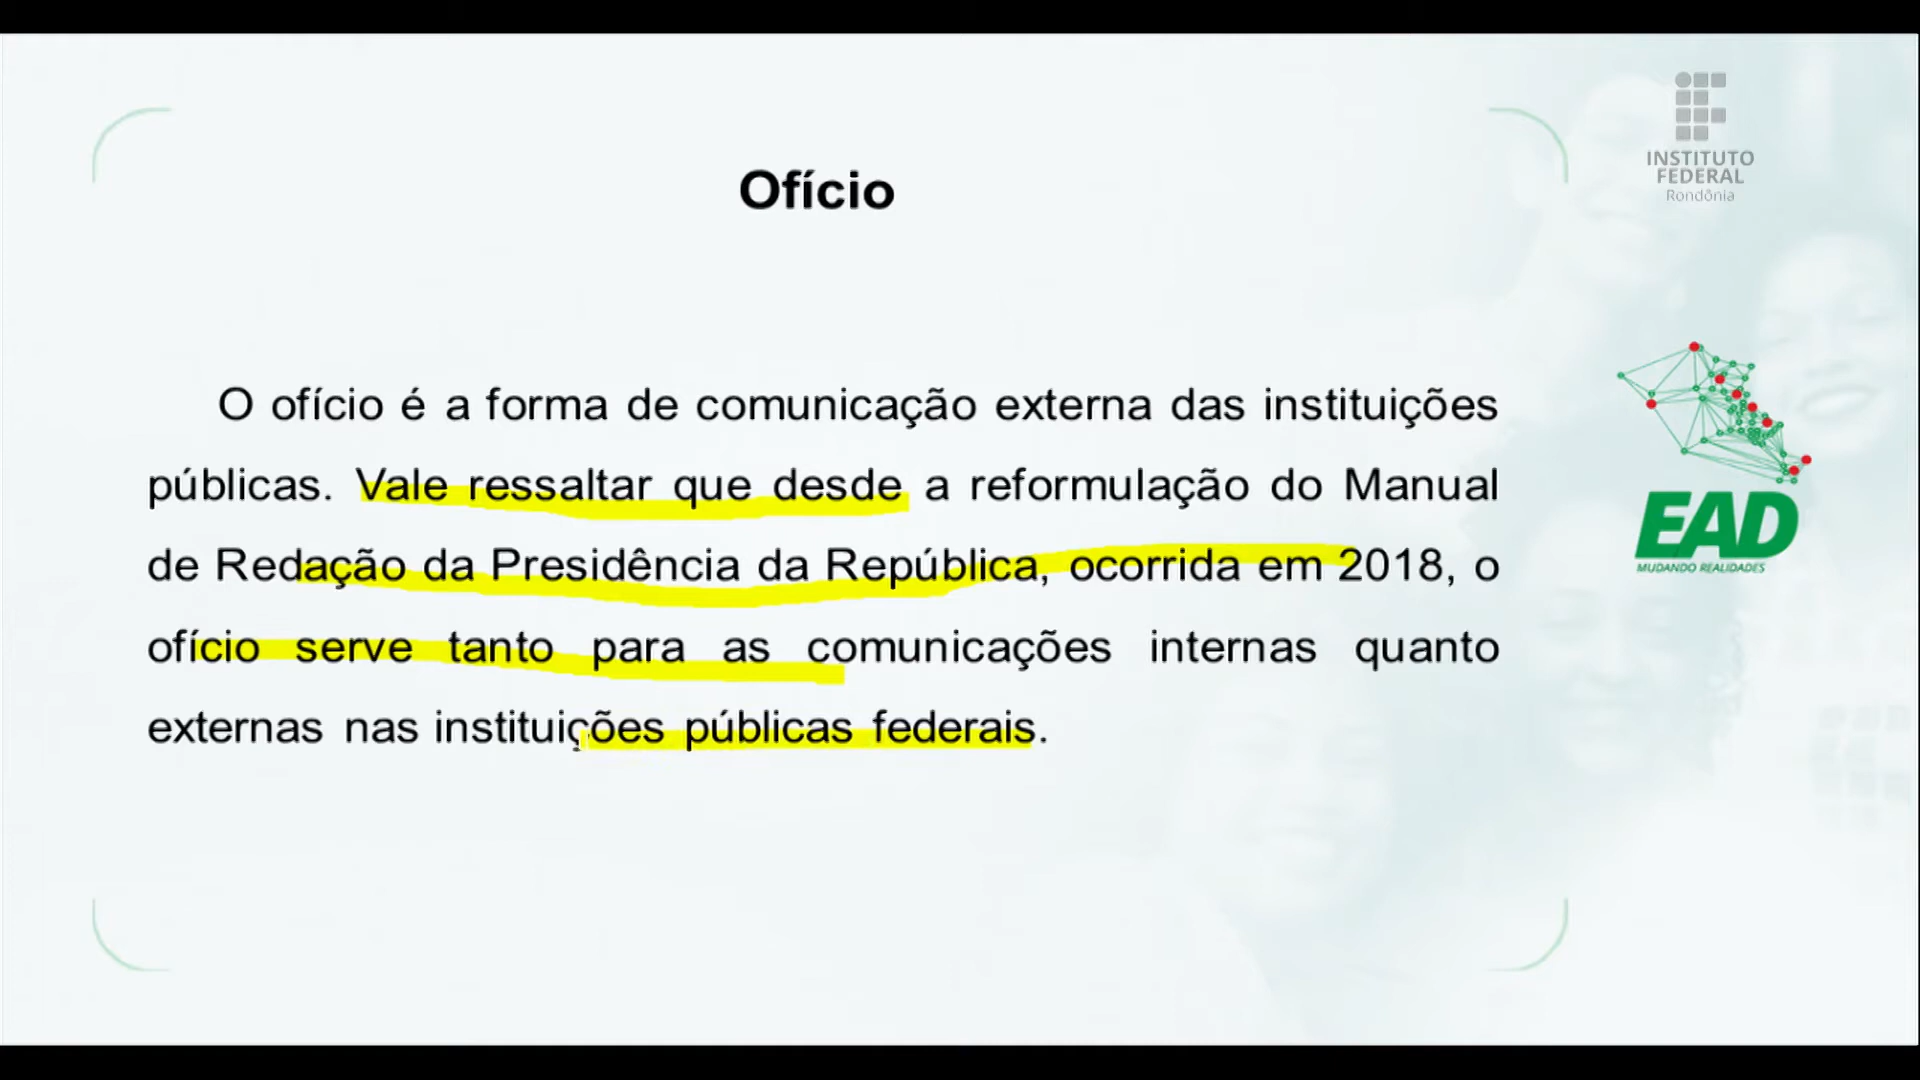 INSTITUTO
FEDERAL
Rondônia
Ofício
O ofício é a forma de comunicação externa das instituições
públicas. Vale ressaltar que desde a reformulação do Manual
de Redação da Presidência da República, ocorrida em 2018, o
ofício serve tanto para as comunicações internas quanto
externas nas instituições públicas federais.
EAD
MUDANDO REALIDADES